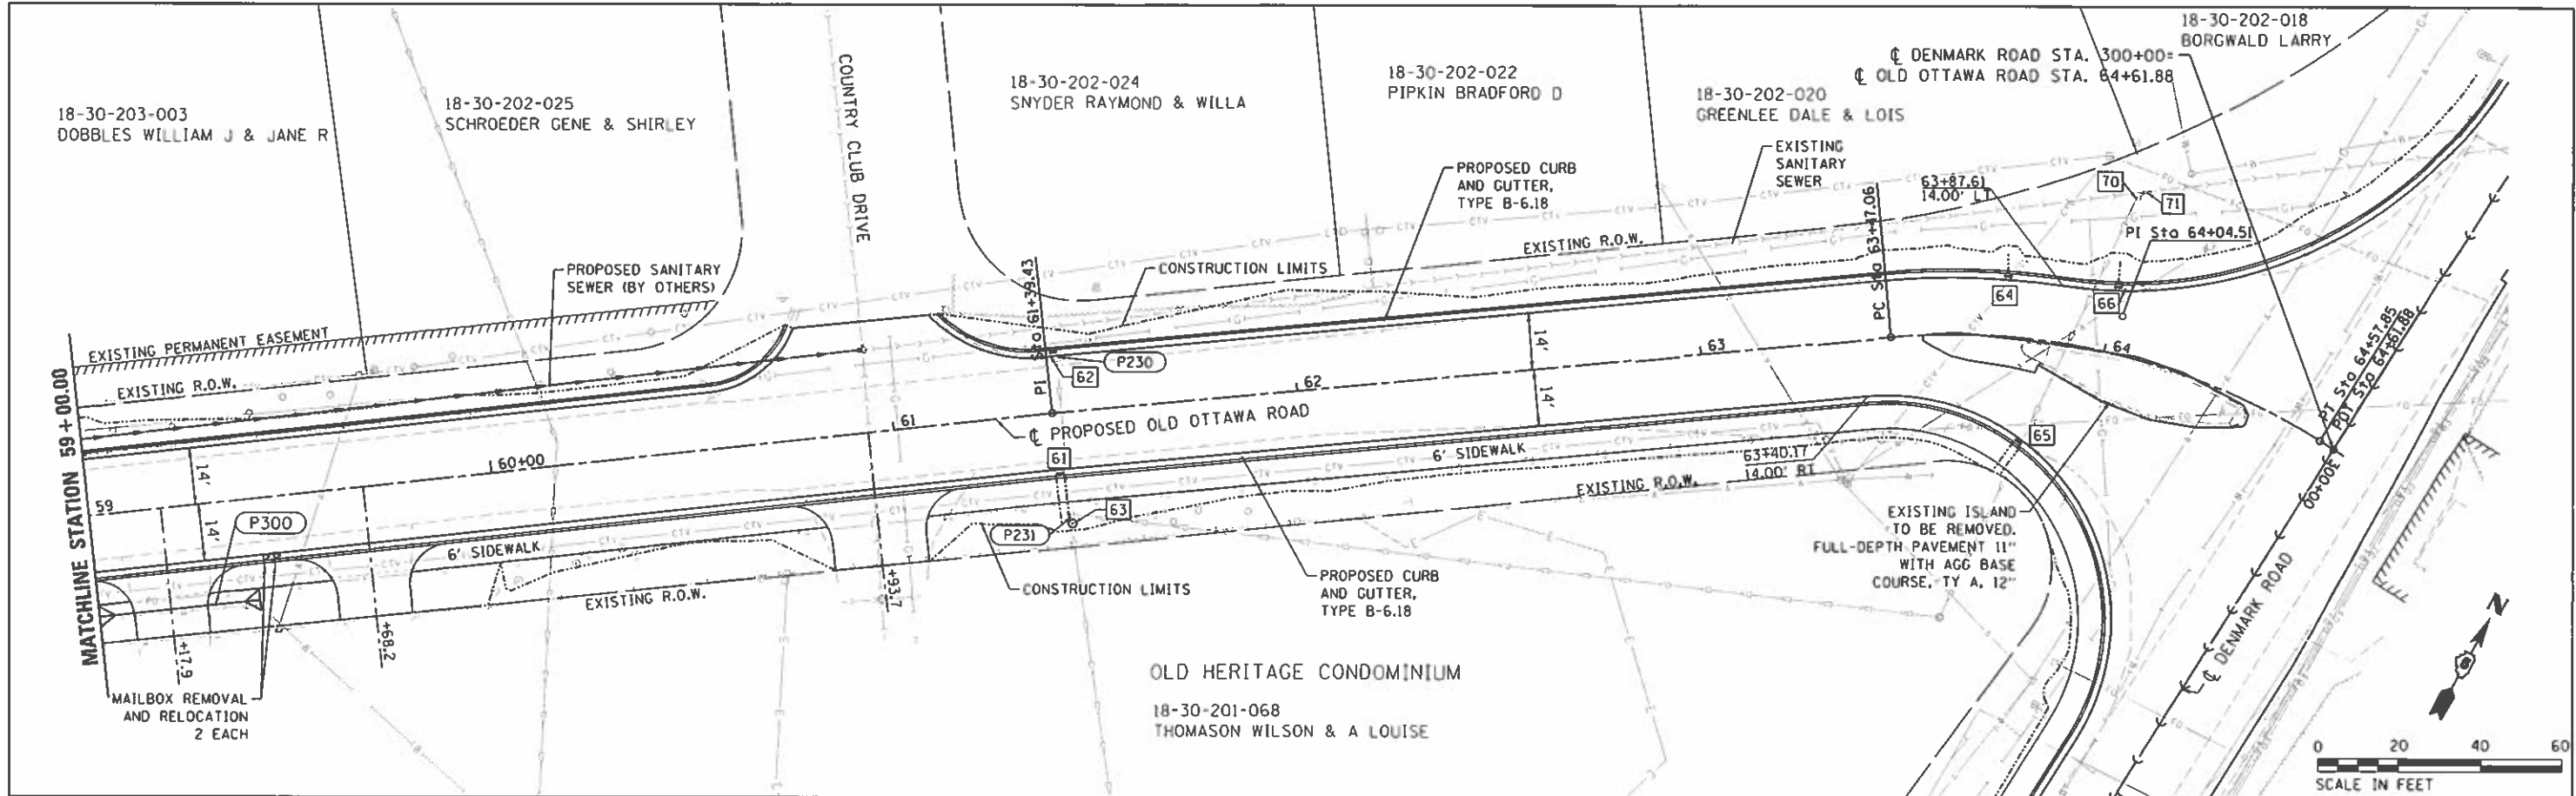 18-30-203-003
DOBBLES WILLIAM J & JANE R
18-30-202-025
SCHROEDER GENE & SHIRLEY
COUNTRY CLUB DRIVE
18-30-202-024
SNYDER RAYMOND & WILLA
18-30-202-022
PIPKIN BRADFORD D
18-30-202-020
GREENLEE DALE & LOIS
18-30-202-018
BORGWALD LARRY
℄ DENMARK ROAD STA. 300+00=
℄ OLD OTTAWA ROAD STA. 64+61.88
EXISTING
SANITARY
SEWER
PROPOSED CURB
AND GUTTER,
TYPE B-6.18
63+87.61
14.00' LT
70
71
PI Sta 64+04.51
PROPOSED SANITARY
SEWER (BY OTHERS)
CONSTRUCTION LIMITS
EXISTING R.O.W.
PI Sta 61+39.43
PC Sta 63+47.06
64
66
EXISTING PERMANENT EASEMENT
EXISTING R.O.W.
P230
62
14'
14'
63
64
PT Sta 64+57.85
POT Sta 64+61.88
MATCHLINE STATION 59+00.00
59
60+00
61
62
℄ PROPOSED OLD OTTAWA ROAD
14'
14'
P300
61
6' SIDEWALK
63+40.17
14.00' RT
65
300+00
6' SIDEWALK
P231
63
EXISTING R.O.W.
EXISTING ISLAND
TO BE REMOVED.
FULL-DEPTH PAVEMENT 11"
WITH AGG BASE
COURSE, TY A, 12"
EXISTING R.O.W.
+17.9
+68.2
+93.7
CONSTRUCTION LIMITS
PROPOSED CURB
AND GUTTER,
TYPE B-6.18
℄ DENMARK ROAD
N
MAILBOX REMOVAL
AND RELOCATION
2 EACH
OLD HERITAGE CONDOMINIUM
18-30-201-068
THOMASON WILSON & A LOUISE
0 20 40 60
SCALE IN FEET